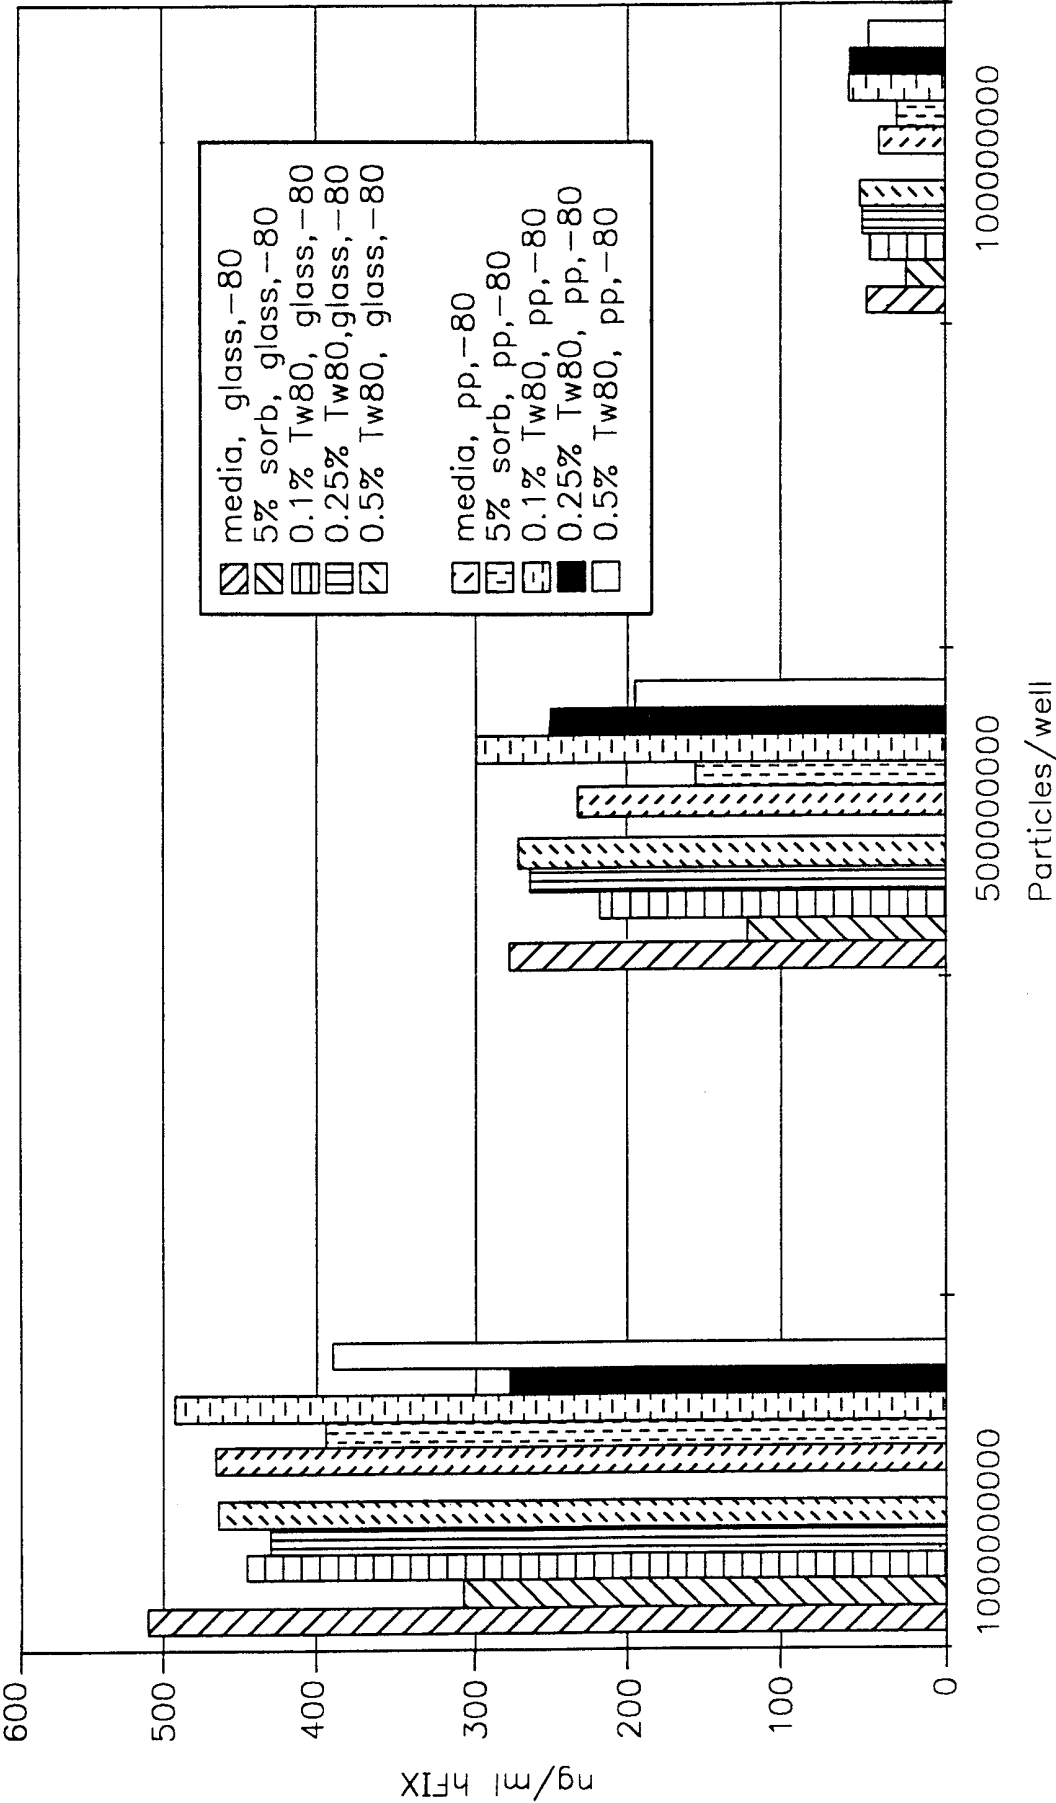 ng/ml hFIX
600
500
400
300
200
100
0
media, glass,-80
5% sorb, glass,-80
0.1% Tw80, glass,-80
0.25% Tw80,glass,-80
0.5% Tw80, glass,-80
media, pp,-80
5% sorb, pp,-80
0.1% Tw80, pp,-80
0.25% Tw80, pp,-80
0.5% Tw80, pp,-80
1000000000
500000000
100000000
Particles/well